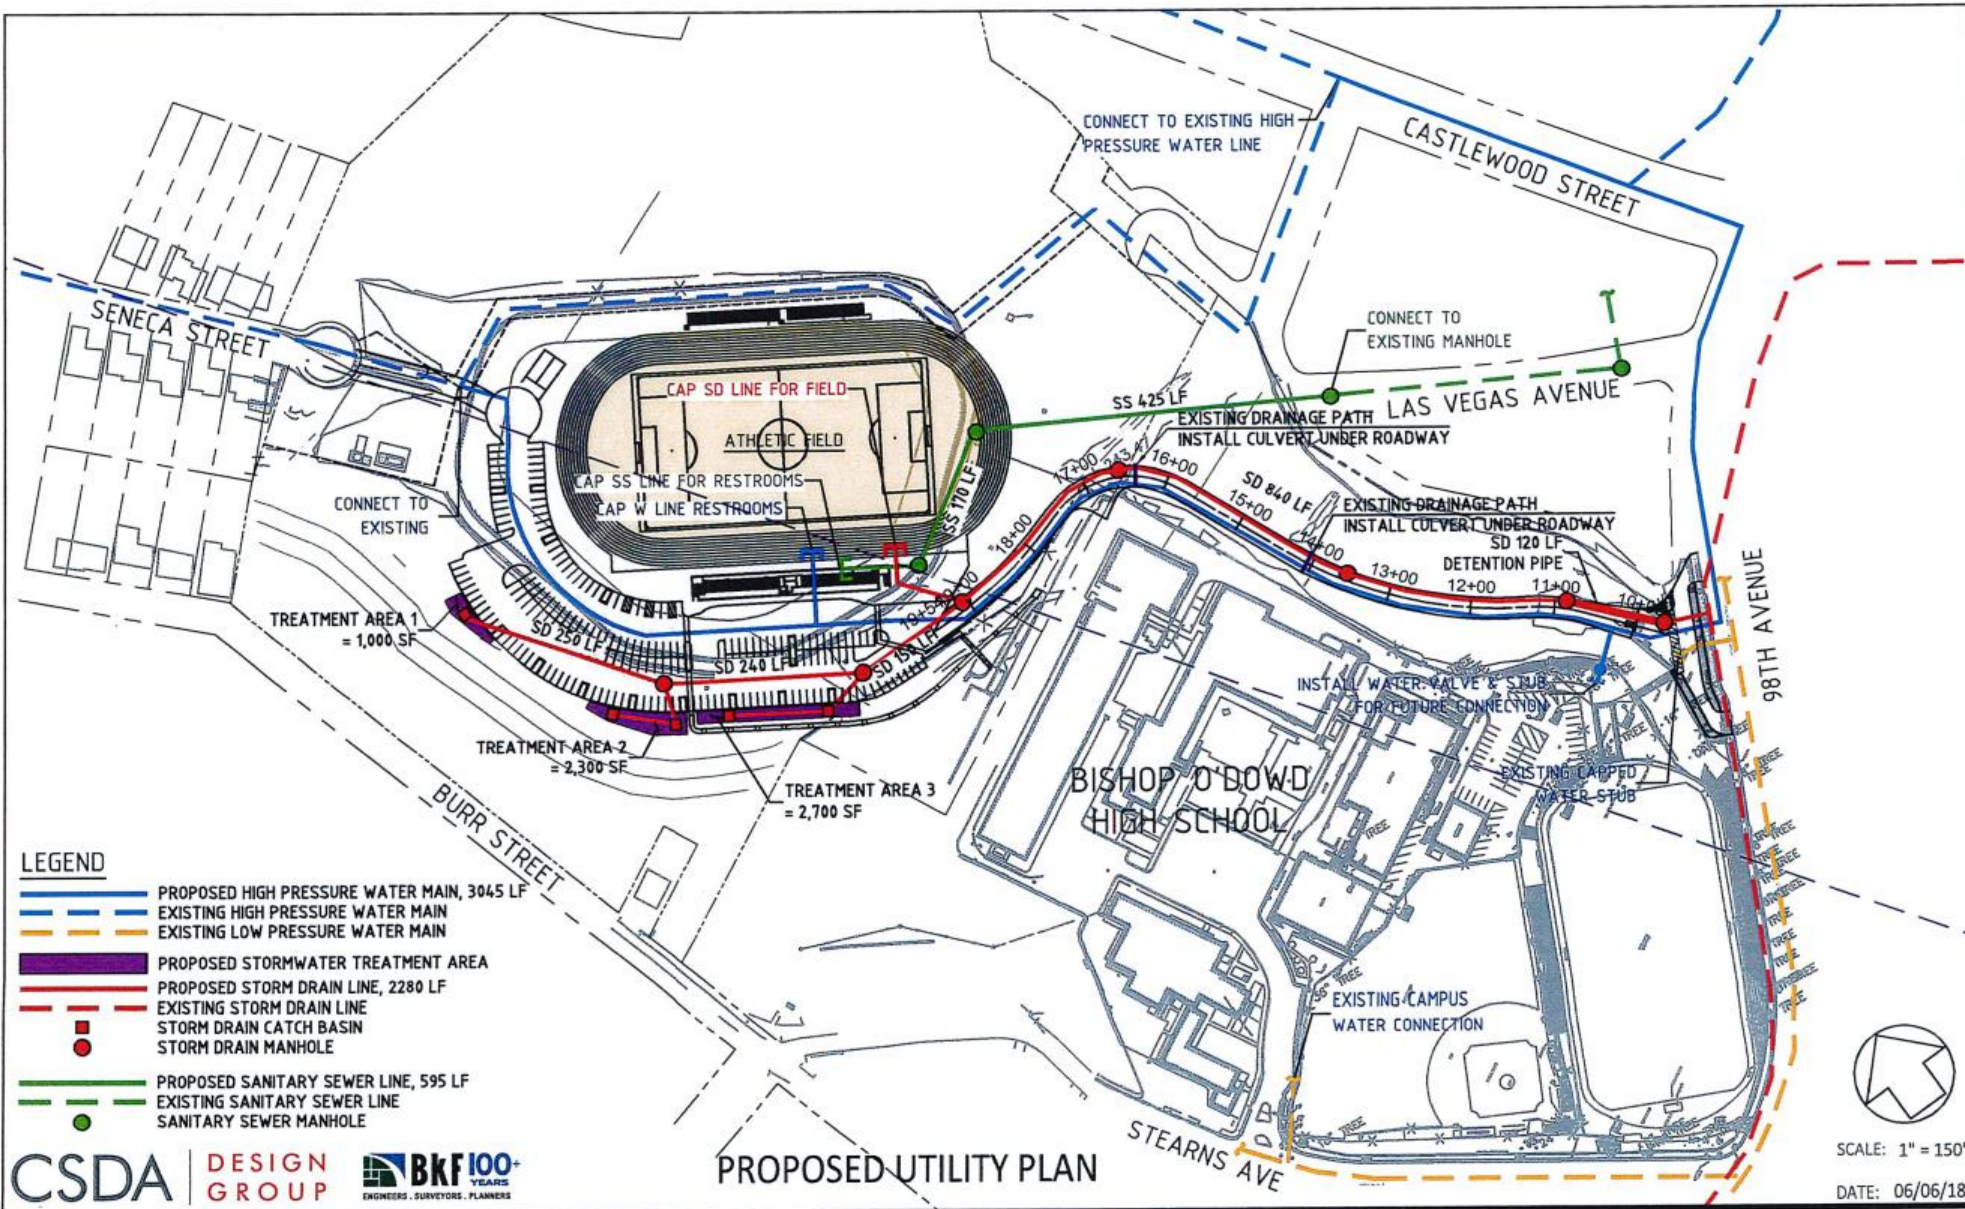 CONNECT TO EXISTING HIGH
PRESSURE WATER LINE
CASTLEWOOD STREET
SENECA STREET
CONNECT TO
EXISTING MANHOLE
CAP SD LINE FOR FIELD
SS 425 LF
LAS VEGAS AVENUE
EXISTING DRAINAGE PATH
INSTALL CULVERT UNDER ROADWAY
ATHLETIC FIELD
CAP SS LINE FOR RESTROOMS
CAP W LINE RESTROOMS
SS 170 LF
CONNECT TO
EXISTING
17+00
16+00
SD 840 LF
15+00
EXISTING DRAINAGE PATH
INSTALL CULVERT UNDER ROADWAY
14+00
18+00
SD 120 LF
DETENTION PIPE
13+00
12+00
11+00
98TH AVENUE
TREATMENT AREA 1
= 1,000 SF
SD 250 LF
SD 240 LF
SD 150 LF
INSTALL WATER VALVE & STUB
FOR FUTURE CONNECTION
TREATMENT AREA 2
= 2,300 SF
TREATMENT AREA 3
= 2,700 SF
BISHOP O'DOWD
HIGH SCHOOL
EXISTING CAPPED
WATER STUB
BURR STREET
TREE
EXISTING CAMPUS
WATER CONNECTION
STEARNS AVE
LEGEND
PROPOSED HIGH PRESSURE WATER MAIN, 3045 LF
EXISTING HIGH PRESSURE WATER MAIN
EXISTING LOW PRESSURE WATER MAIN
PROPOSED STORMWATER TREATMENT AREA
PROPOSED STORM DRAIN LINE, 2280 LF
EXISTING STORM DRAIN LINE
STORM DRAIN CATCH BASIN
STORM DRAIN MANHOLE
PROPOSED SANITARY SEWER LINE, 595 LF
EXISTING SANITARY SEWER LINE
SANITARY SEWER MANHOLE
CSDA DESIGN GROUP
BKF 100+ YEARS
ENGINEERS . SURVEYORS . PLANNERS
PROPOSED UTILITY PLAN
SCALE: 1" = 150'
DATE: 06/06/18